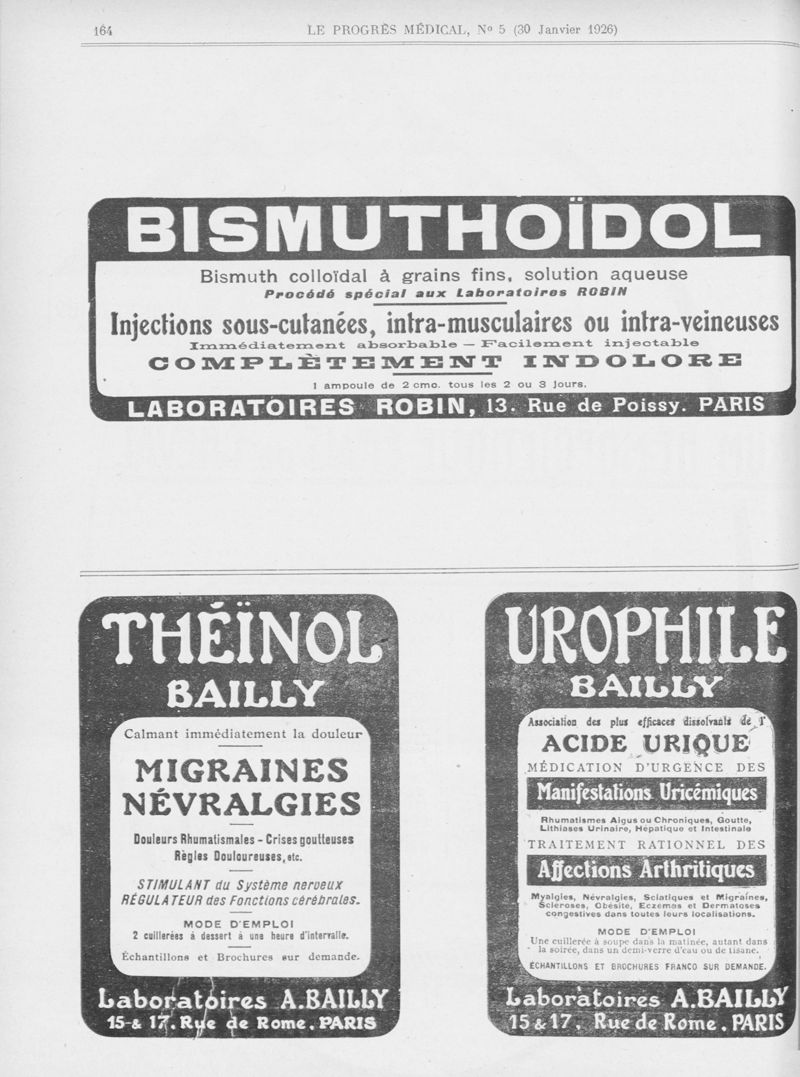 164
LE PROGRÈS MÉDICAL, Nº 5 (30 Janvier 1926)
BISMUTHOÏDOL
Bismuth colloïdal à grains fins, solution aqueuse
Procédé spécial aux Laboratoires ROBIN
Injections sous-cutanées, intra-musculaires ou intra-veineuses
Immédiatement absorbable — Facilement injectable
COMPLÈTEMENT INDOLORE
1 ampoule de 2 cmc. tous les 2 ou 3 jours.
LABORATOIRES ROBIN, 13. Rue de Poissy. PARIS
THÉÏNOL
BAILLY
Calmant immédiatement la douleur
MIGRAINES
NÉVRALGIES
Douleurs Rhumatismales - Crises goutteuses
Règles Douloureuses, etc.
STIMULANT du Système nerveux
RÉGULATEUR des Fonctions cérébrales.
MODE D'EMPLOI
2 cuillerées à dessert à une heure d'intervalle.
Échantillons et Brochures sur demande.
Laboratoires A.BAILLY
15 & 17. Rue de Rome. PARIS
UROPHILE
BAILLY
Association des plus efficaces dissolvants de l'
ACIDE URIQUE
MÉDICATION D'URGENCE DES
Manifestations Uricémiques
Rhumatismes Aigus ou Chroniques, Goutte,
Lithiases Urinaire, Hépatique et Intestinale
TRAITEMENT RATIONNEL DES
Affections Arthritiques
Myalgies, Névralgies, Sciatiques et Migraines,
Scléroses, Obésité, Eczémas et Dermatoses
congestives dans toutes leurs localisations.
MODE D'EMPLOI
Une cuillerée à soupe dans la matinée, autant dans
la soirée, dans un demi-verre d'eau ou de tisane.
ÉCHANTILLONS ET BROCHURES FRANCO SUR DEMANDE.
Laboratoires A.BAILLY
15 & 17, Rue de Rome. PARIS